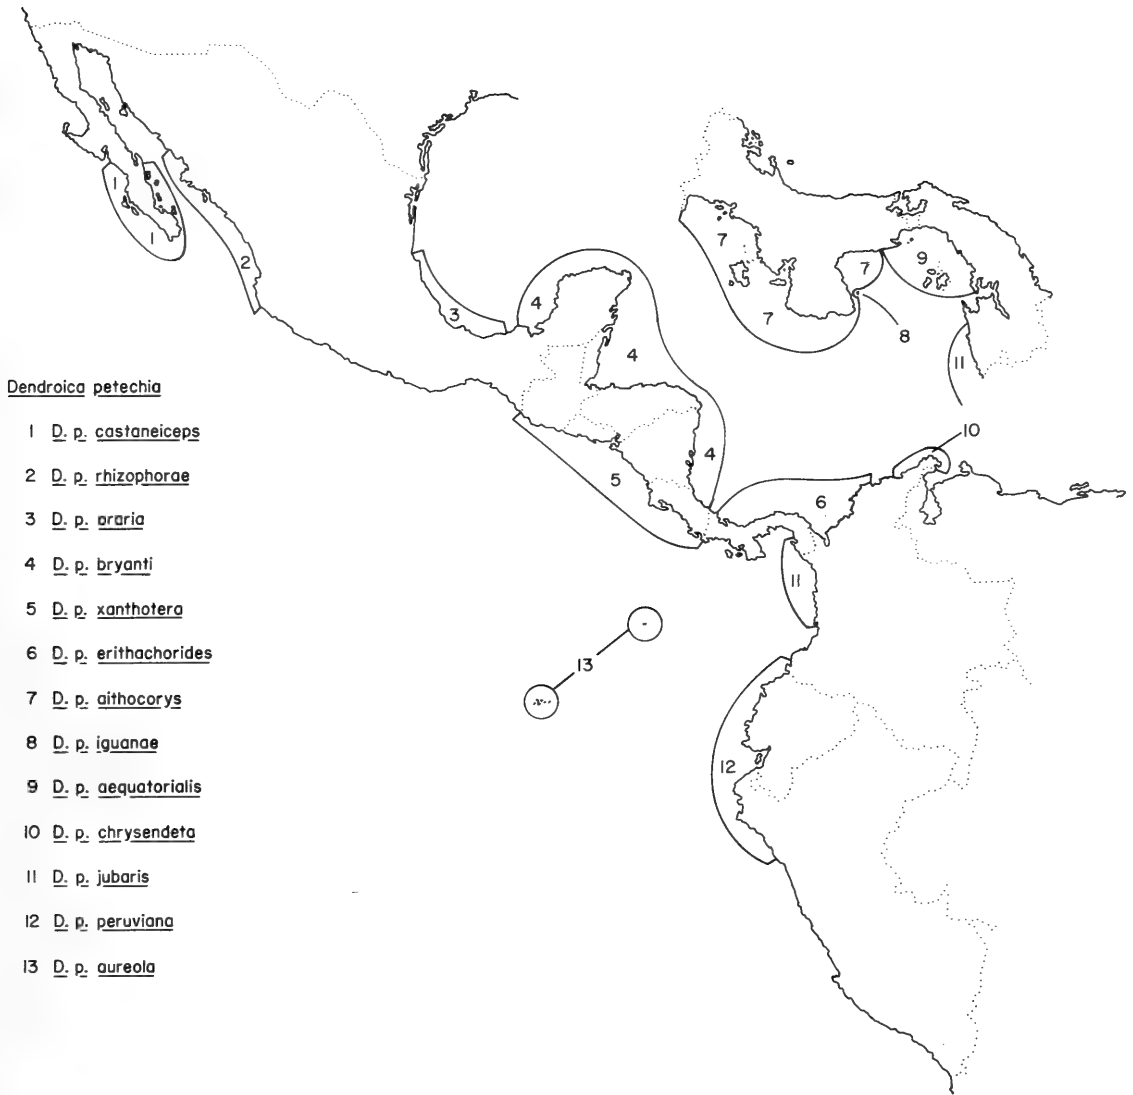 Dendroica petechia
1 D. p. castaneiceps
2 D. p. rhizophorae
3 D. p. oraria
4 D. p. bryanti
5 D. p. xanthotera
6 D. p. erithachorides
7 D. p. aithocorys
8 D. p. iguanae
9 D. p. aequatorialis
10 D. p. chrysendeta
11 D. p. jubaris
12 D. p. peruviana
13 D. p. aureola
1
1
2
3
4
4
4
5
6
7
7
7
8
9
10
11
11
12
13